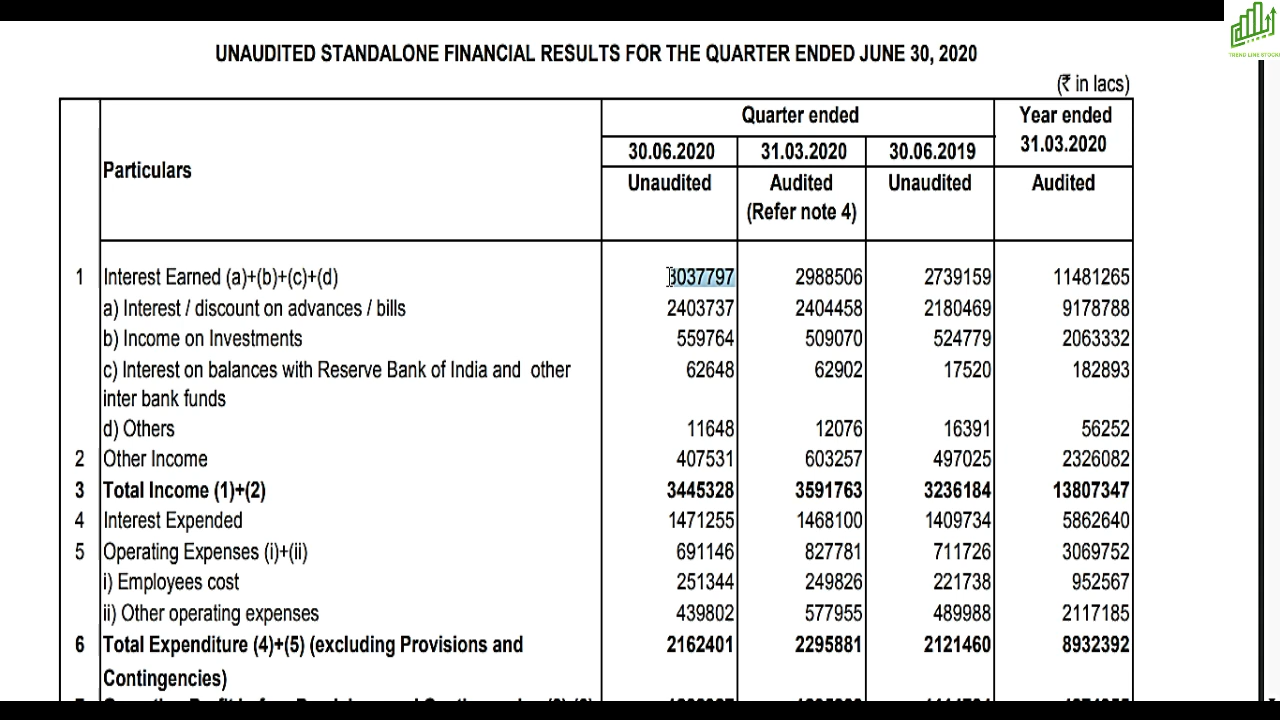 TREND LINE STOCKS
UNAUDITED STANDALONE FINANCIAL RESULTS FOR THE QUARTER ENDED JUNE 30, 2020
(₹ in lacs)
Particulars Quarter ended Year ended
31.03.2020
30.06.2020 31.03.2020 30.06.2019
Unaudited Audited Unaudited Audited
(Refer note 4)
1 Interest Earned (a)+(b)+(c)+(d) 3037797 2988506 2739159 11481265
a) Interest / discount on advances / bills 2403737 2404458 2180469 9178788
b) Income on Investments 559764 509070 524779 2063332
c) Interest on balances with Reserve Bank of India and other 62648 62902 17520 182893
inter bank funds
d) Others 11648 12076 16391 56252
2 Other Income 407531 603257 497025 2326082
3 Total Income (1)+(2) 3445328 3591763 3236184 13807347
4 Interest Expended 1471255 1468100 1409734 5862640
5 Operating Expenses (i)+(ii) 691146 827781 711726 3069752
i) Employees cost 251344 249826 221738 952567
ii) Other operating expenses 439802 577955 489988 2117185
6 Total Expenditure (4)+(5) (excluding Provisions and 2162401 2295881 2121460 8932392
Contingencies)